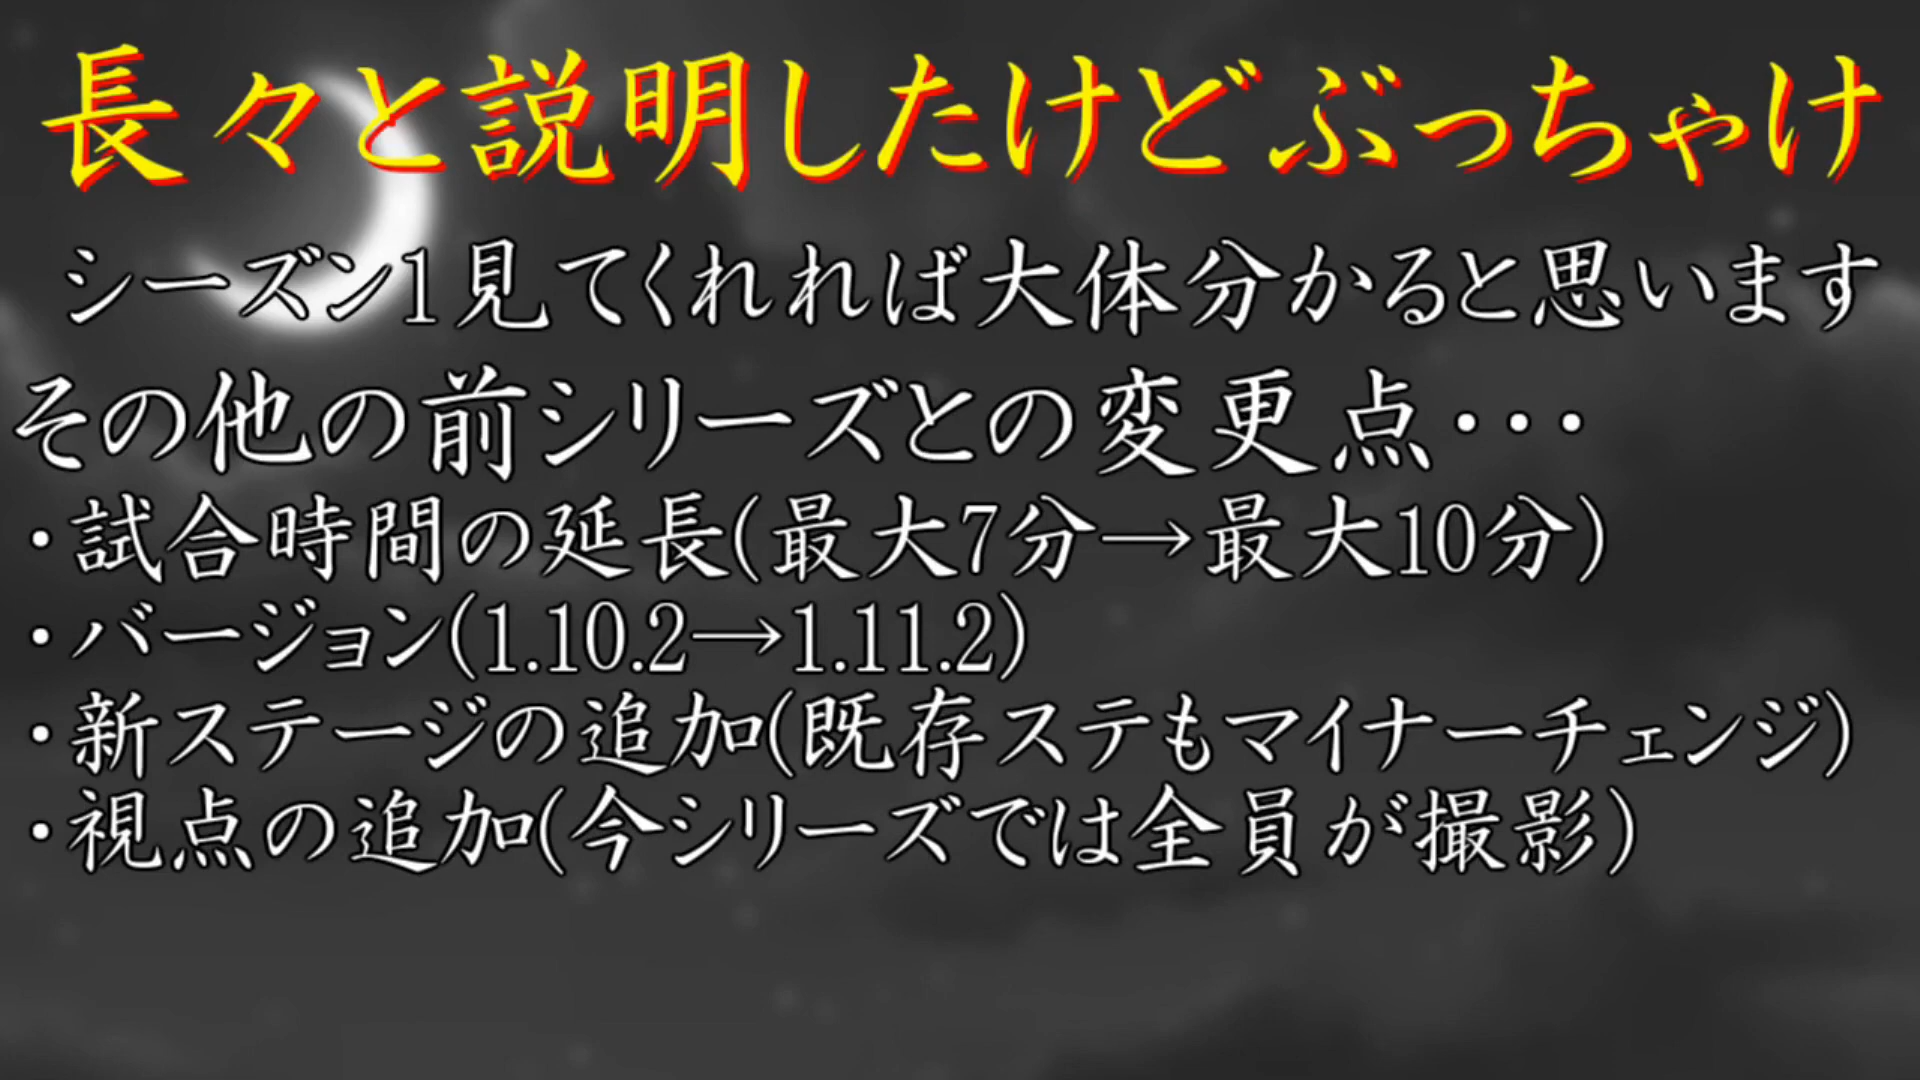 長々と説明したけどぶっちゃけ
シーズン1見てくれれば大体分かると思います
その他の前シリーズとの変更点・・・
・試合時間の延長(最大7分→最大10分)
・バージョン(1.10.2→1.11.2)
・新ステージの追加(既存ステもマイナーチェンジ)
・視点の追加(今シリーズでは全員が撮影)